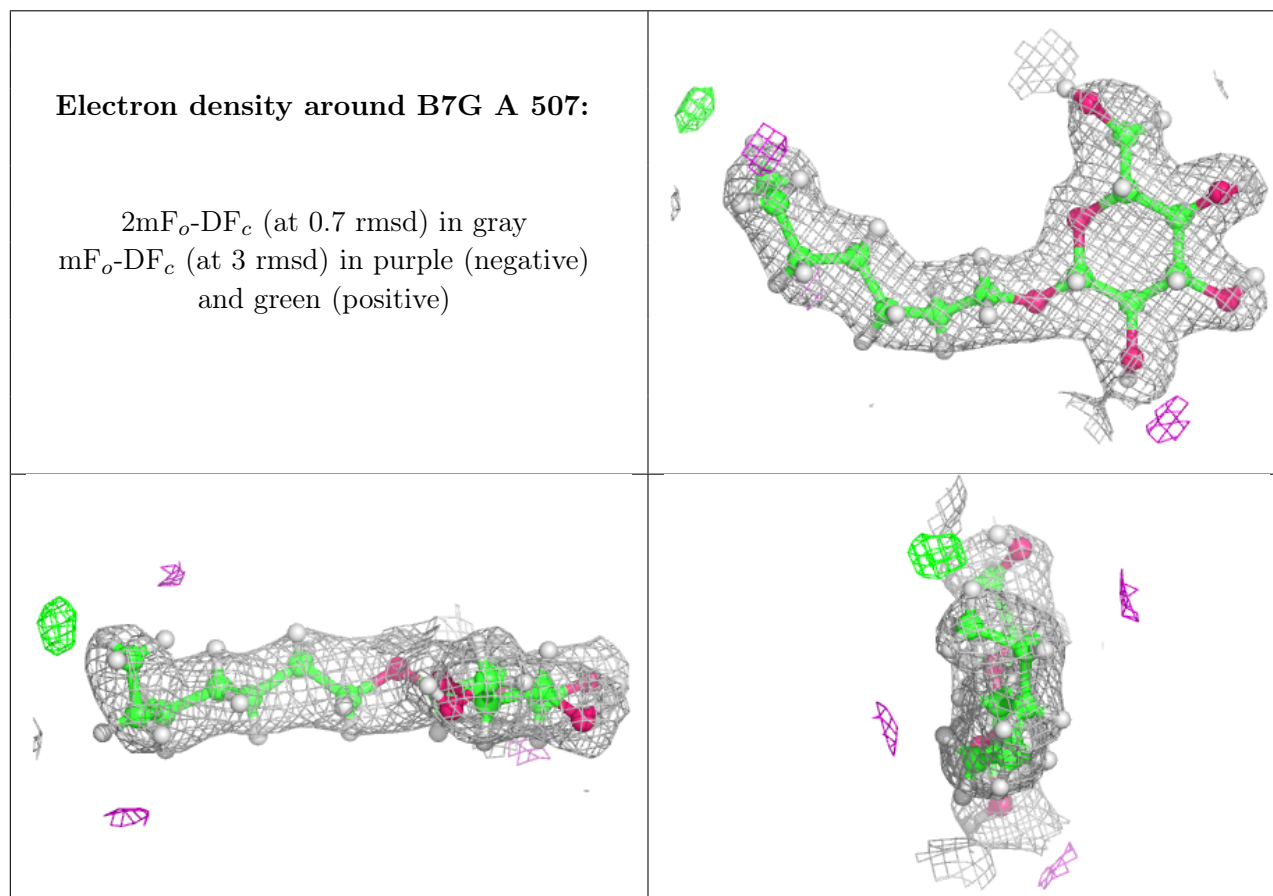 Electron density around B7G A 507:
2mFo-DFc (at 0.7 rmsd) in gray
mFo-DFc (at 3 rmsd) in purple (negative)
and green (positive)